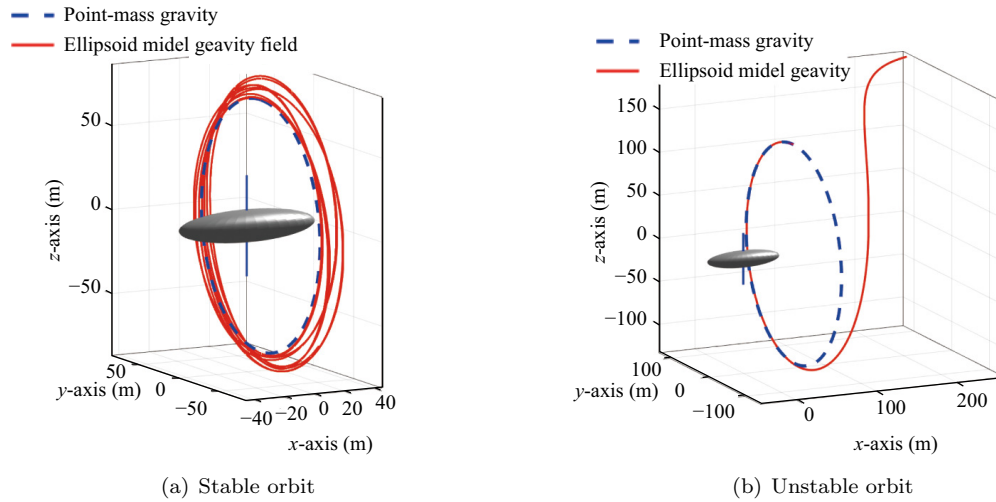 Point-mass gravity
Ellipsoid midel geavity field
50
0
−50
z-axis (m)
50
0
−50
y-axis (m)
−40 −20 0 20 40
x-axis (m)
(a) Stable orbit
Point-mass gravity
Ellipsoid midel geavity
150
100
50
0
−50
−100
z-axis (m)
100
0
−100
y-axis (m)
0 100 200
x-axis (m)
(b) Unstable orbit